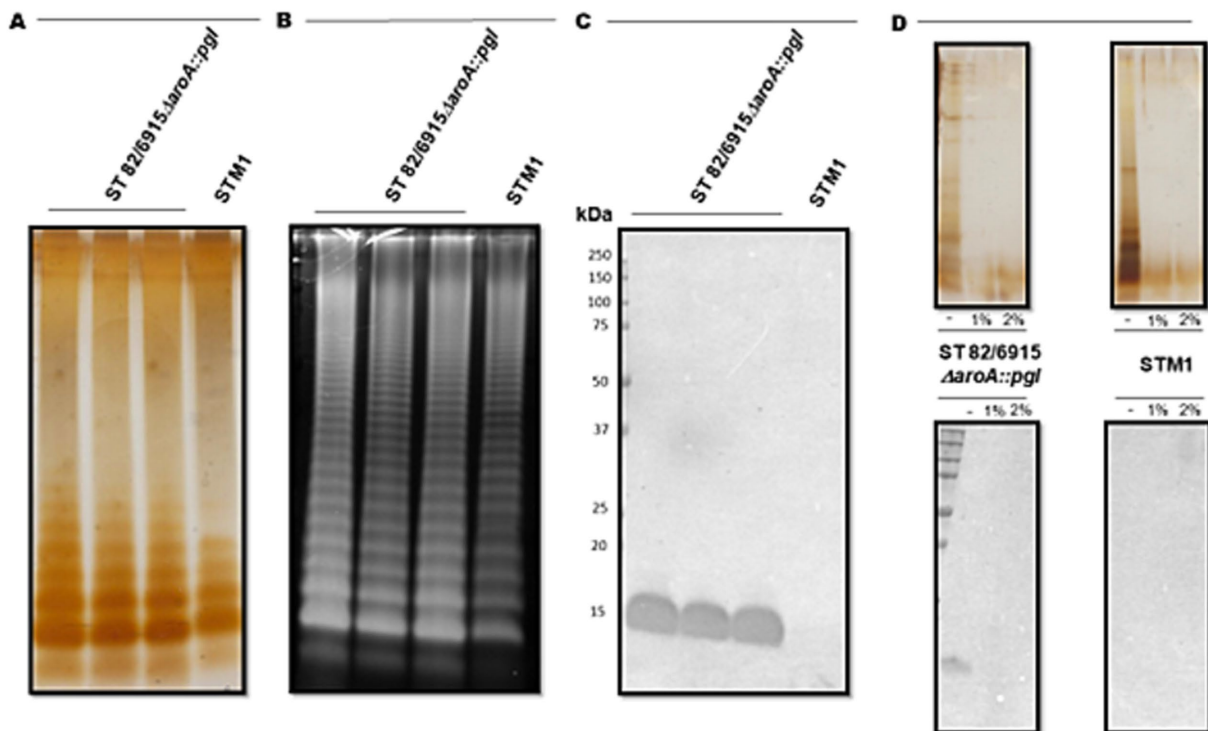 A
B
C
D
ST 82/6915ΔaroA::pgl
STM1
ST 82/6915ΔaroA::pgl
STM1
ST 82/6915ΔaroA::pgl
STM1
kDa
250
150
100
75
50
37
25
20
15
- 1% 2%
- 1% 2%
ST 82/6915
ΔaroA::pgl
STM1
- 1% 2%
- 1% 2%